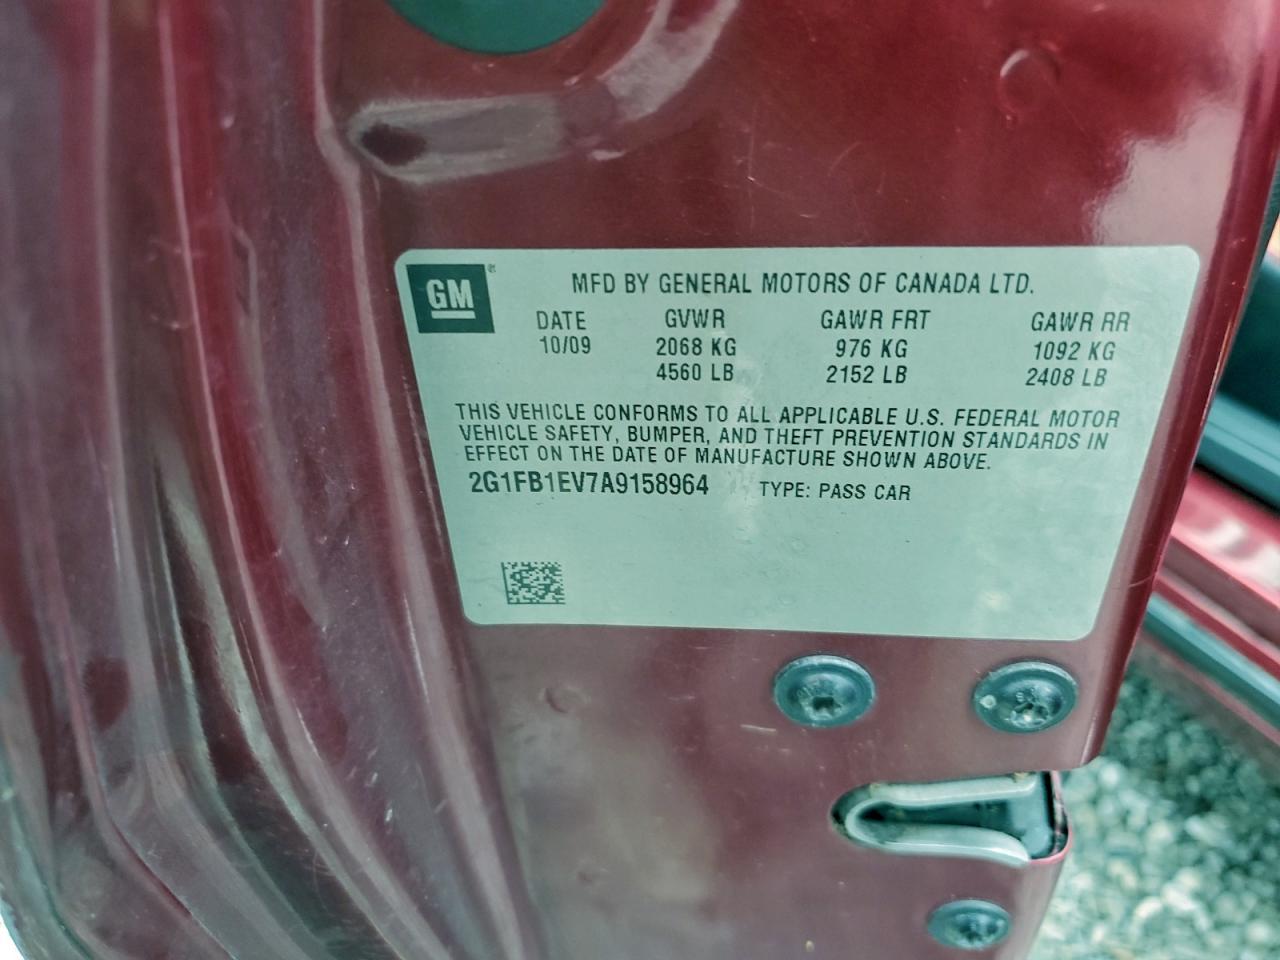 GM
MFD BY GENERAL MOTORS OF CANADA LTD.
DATE GVWR GAWR FRT GAWR RR
10/09 2068 KG 976 KG 1092 KG
4560 LB 2152 LB 2408 LB
THIS VEHICLE CONFORMS TO ALL APPLICABLE U.S. FEDERAL MOTOR
VEHICLE SAFETY, BUMPER, AND THEFT PREVENTION STANDARDS IN
EFFECT ON THE DATE OF MANUFACTURE SHOWN ABOVE.
2G1FB1EV7A9158964 TYPE: PASS CAR